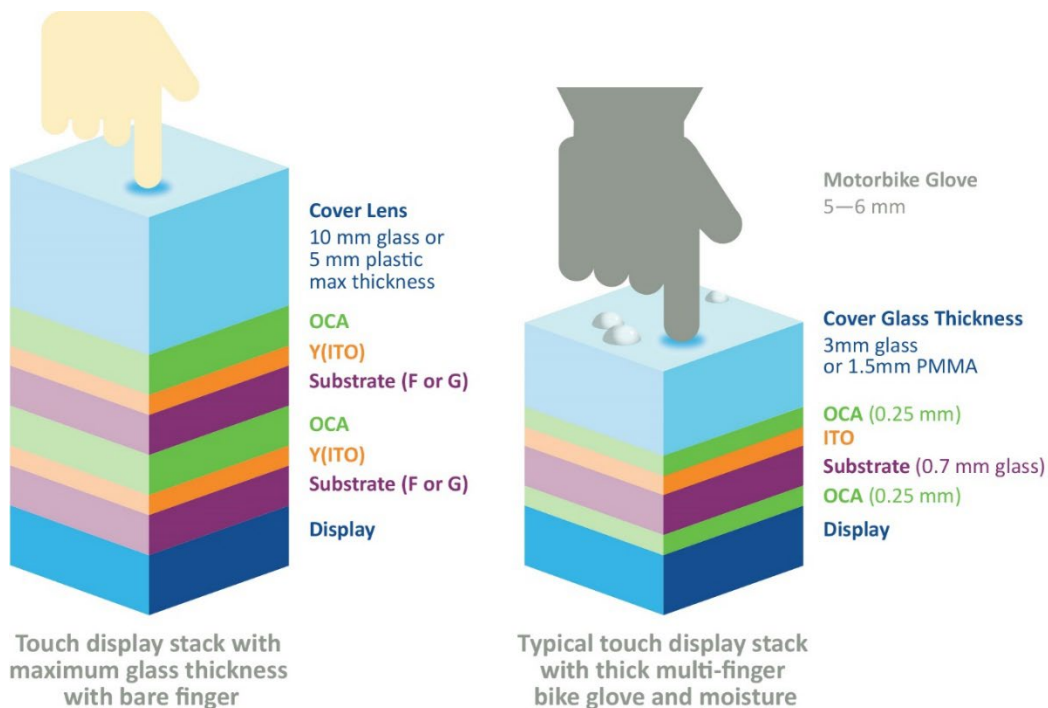 Cover Lens
10 mm glass or
5 mm plastic
max thickness
OCA
Y(ITO)
Substrate (F or G)
OCA
Y(ITO)
Substrate (F or G)
Display
Touch display stack with
maximum glass thickness
with bare finger
Motorbike Glove
5—6 mm
Cover Glass Thickness
3mm glass
or 1.5mm PMMA
OCA (0.25 mm)
ITO
Substrate (0.7 mm glass)
OCA (0.25 mm)
Display
Typical touch display stack
with thick multi-finger
bike glove and moisture